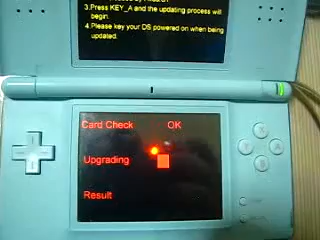 3.Press KEY_A and the updating process will
begin.
4.Please key your DS powered on when being
updated.
Card Check OK
Upgrading
Result